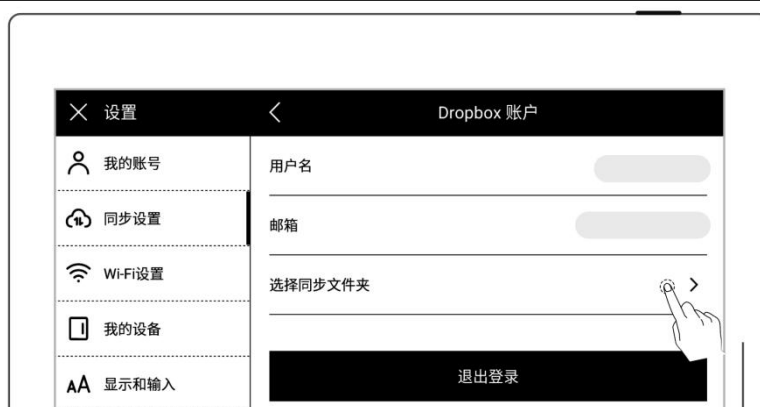 设置
Dropbox 账户
我的账号
同步设置
Wi-Fi设置
我的设备
AA 显示和输入
用户名
邮箱
选择同步文件夹
退出登录